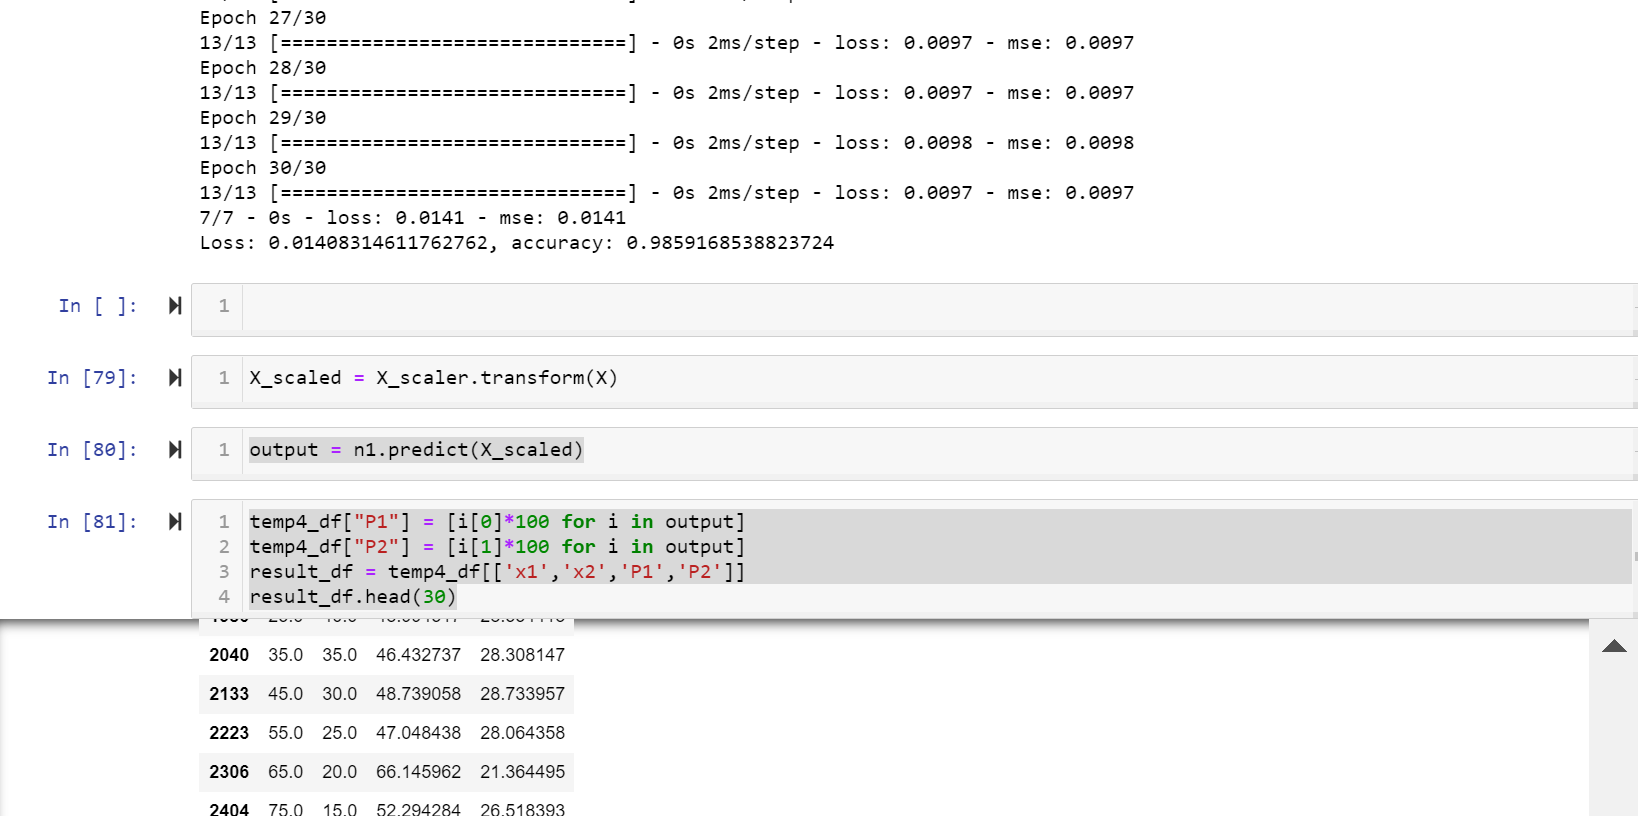 Epoch 27/30
13/13 [==============================] - 0s 2ms/step - loss: 0.0097 - mse: 0.0097
Epoch 28/30
13/13 [==============================] - 0s 2ms/step - loss: 0.0097 - mse: 0.0097
Epoch 29/30
13/13 [==============================] - 0s 2ms/step - loss: 0.0098 - mse: 0.0098
Epoch 30/30
13/13 [==============================] - 0s 2ms/step - loss: 0.0097 - mse: 0.0097
7/7 - 0s - loss: 0.0141 - mse: 0.0141
Loss: 0.01408314611762762, accuracy: 0.9859168538823724
In [ ]: 1
In [79]: 1 X_scaled = X_scaler.transform(X)
In [80]: 1 output = n1.predict(X_scaled)
In [81]: 1 temp4_df["P1"] = [i[0]*100 for i in output]
2 temp4_df["P2"] = [i[1]*100 for i in output]
3 result_df = temp4_df[['x1','x2','P1','P2']]
4 result_df.head(30)
2040 35.0 35.0 46.432737 28.308147
2133 45.0 30.0 48.739058 28.733957
2223 55.0 25.0 47.048438 28.064358
2306 65.0 20.0 66.145962 21.364495
2404 75.0 15.0 52.294284 26.518393